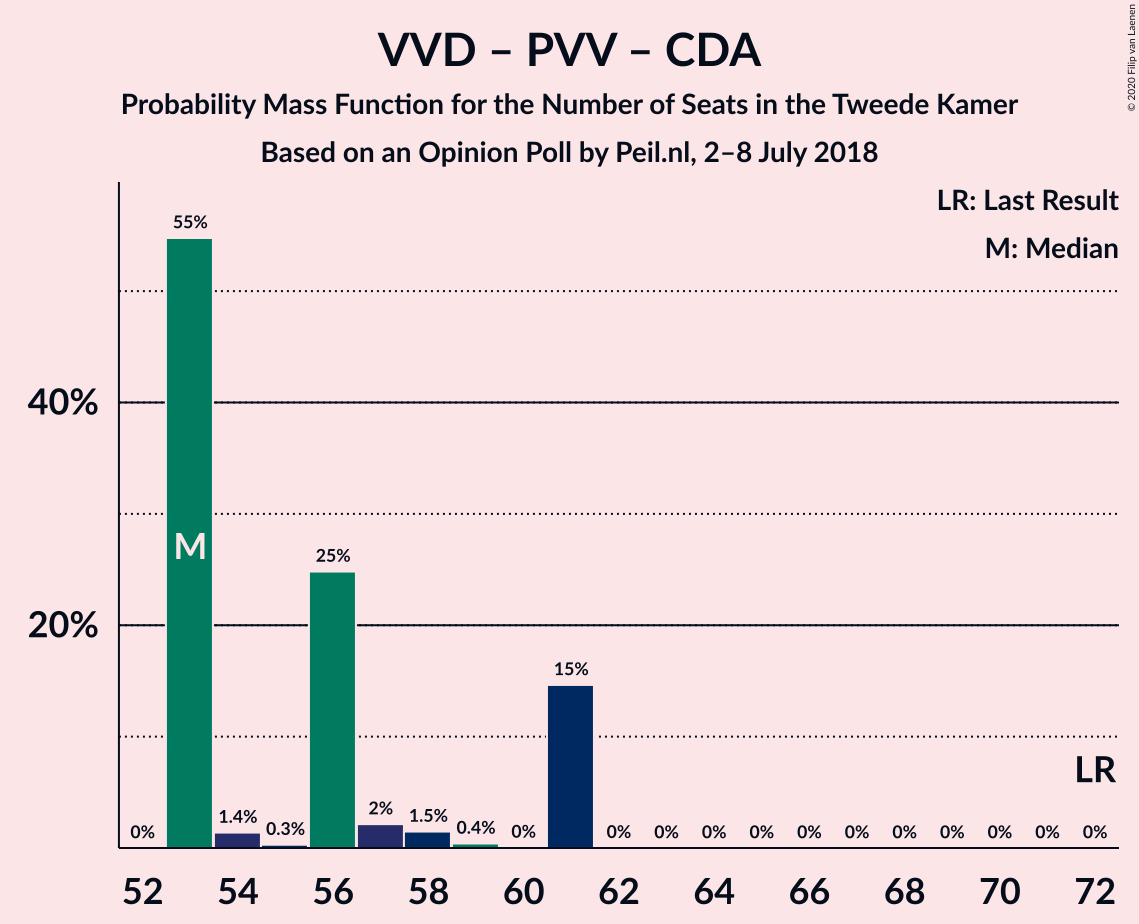 © 2020 Filip van Laenen
VVD – PVV – CDA
Probability Mass Function for the Number of Seats in the Tweede Kamer
Based on an Opinion Poll by Peil.nl, 2–8 July 2018
LR: Last Result
M: Median
55%
40%
M
25%
20%
15%
LR
0% 1.4% 0.3% 2% 1.5% 0.4% 0% 0% 0% 0% 0% 0% 0% 0% 0% 0% 0% 0%
52 54 56 58 60 62 64 66 68 70 72